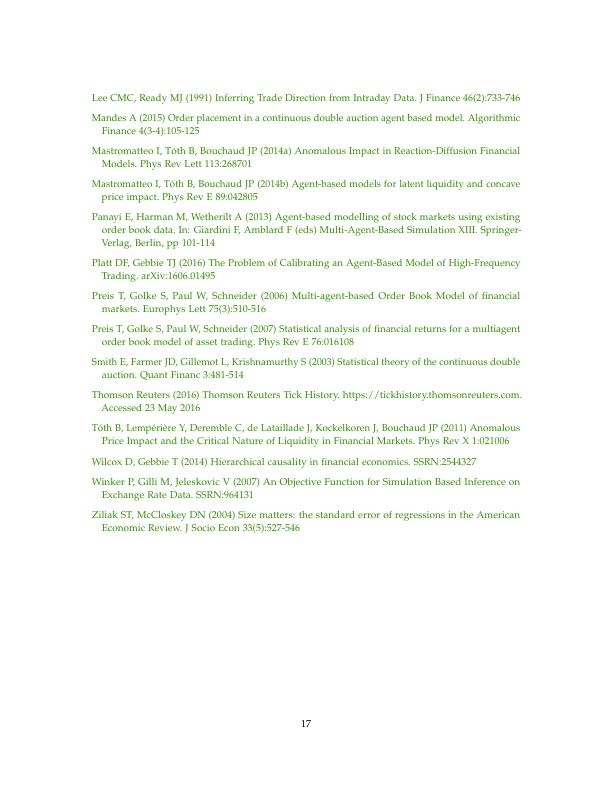 Lee CMC, Ready MJ (1991) Inferring Trade Direction from Intraday Data. J Finance 46(2):733-746
Mandes A (2015) Order placement in a continuous double auction agent based model. Algorithmic
Finance 4(3-4):105-125
Mastromatteo I, Tóth B, Bouchaud JP (2014a) Anomalous Impact in Reaction-Diffusion Financial
Models. Phys Rev Lett 113:268701
Mastromatteo I, Tóth B, Bouchaud JP (2014b) Agent-based models for latent liquidity and concave
price impact. Phys Rev E 89:042805
Panayi E, Harman M, Wetherilt A (2013) Agent-based modelling of stock markets using existing
order book data. In: Giardini F, Amblard F (eds) Multi-Agent-Based Simulation XIII. Springer-
Verlag, Berlin, pp 101-114
Platt DF, Gebbie TJ (2016) The Problem of Calibrating an Agent-Based Model of High-Frequency
Trading. arXiv:1606.01495
Preis T, Golke S, Paul W, Schneider (2006) Multi-agent-based Order Book Model of financial
markets. Europhys Lett 75(3):510-516
Preis T, Golke S, Paul W, Schneider (2007) Statistical analysis of financial returns for a multiagent
order book model of asset trading. Phys Rev E 76:016108
Smith E, Farmer JD, Gillemot L, Krishnamurthy S (2003) Statistical theory of the continuous double
auction. Quant Financ 3:481-514
Thomson Reuters (2016) Thomson Reuters Tick History. https://tickhistory.thomsonreuters.com.
Accessed 23 May 2016
Tóth B, Lempérière Y, Deremble C, de Lataillade J, Kockelkoren J, Bouchaud JP (2011) Anomalous
Price Impact and the Critical Nature of Liquidity in Financial Markets. Phys Rev X 1:021006
Wilcox D, Gebbie T (2014) Hierarchical causality in financial economics. SSRN:2544327
Winker P, Gilli M, Jeleskovic V (2007) An Objective Function for Simulation Based Inference on
Exchange Rate Data. SSRN:964131
Ziliak ST, McCloskey DN (2004) Size matters: the standard error of regressions in the American
Economic Review. J Socio Econ 33(5):527-546
17